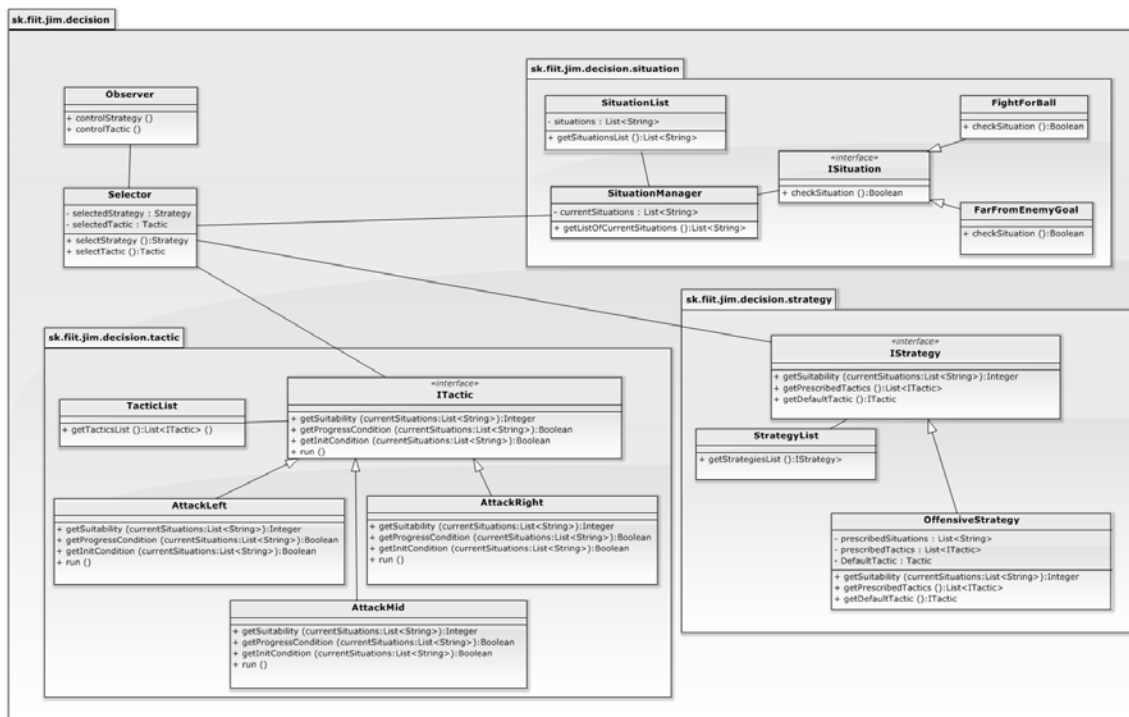 sk.fiit.jim.decision
Observer
+ controlStrategy ()
+ controlTactic ()
Selector
- selectedStrategy : Strategy
- selectedTactic : Tactic
+ selectStrategy ():Strategy
+ selectTactic ():Tactic
sk.fiit.jim.decision.situation
SituationList
- situations : List<String>
+ getSituationsList ():List<String>
SituationManager
- currentSituations : List<String>
+ getListOfCurrentSituations ():List<String>
«interface»
ISituation
+ checkSituation ():Boolean
FightForBall
+ checkSituation ():Boolean
FarFromEnemyGoal
+ checkSituation ():Boolean
sk.fiit.jim.decision.tactic
TacticList
+ getTacticsList ():List<ITactic> ()
«interface»
ITactic
+ getSuitability (currentSituations:List<String>):Integer
+ getProgressCondition (currentSituations:List<String>):Boolean
+ getInitCondition (currentSituations:List<String>):Boolean
+ run ()
AttackLeft
+ getSuitability (currentSituations:List<String>):Integer
+ getProgressCondition (currentSituations:List<String>):Boolean
+ getInitCondition (currentSituations:List<String>):Boolean
+ run ()
AttackRight
+ getSuitability (currentSituations:List<String>):Integer
+ getProgressCondition (currentSituations:List<String>):Boolean
+ getInitCondition (currentSituations:List<String>):Boolean
+ run ()
AttackMid
+ getSuitability (currentSituations:List<String>):Integer
+ getProgressCondition (currentSituations:List<String>):Boolean
+ getInitCondition (currentSituations:List<String>):Boolean
+ run ()
sk.fiit.jim.decision.strategy
«interface»
IStrategy
+ getSuitability (currentSituations:List<String>):Integer
+ getPrescribedTactics ():List<ITactic>
+ getDefaultTactic ():ITactic
StrategyList
+ getStrategiesList ():IStrategy>
OffensiveStrategy
- prescribedSituations : List<String>
- prescribedTactics : List<ITactic>
- DefaultTactic : Tactic
+ getSuitability (currentSituations:List<String>):Integer
+ getPrescribedTactics ():List<ITactic>
+ getDefaultTactic ():ITactic